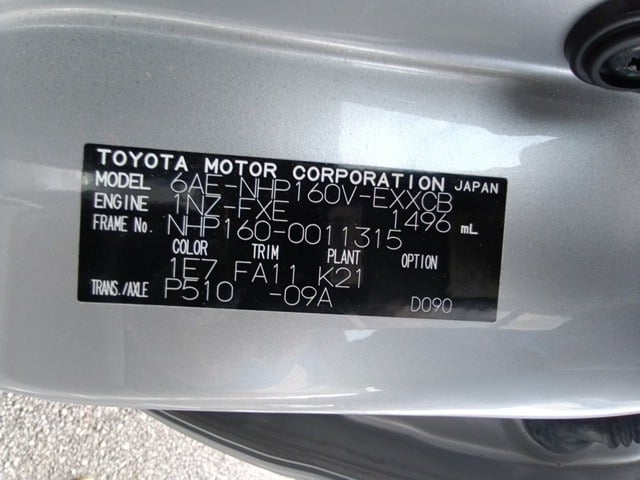 TOYOTA MOTOR CORPORATION JAPAN
MODEL 6AE-NHP160V-EXXCB
ENGINE 1NZ-FXE 1496 mL
FRAME No. NHP160-0011315
COLOR TRIM PLANT OPTION
1E7 FA11 K21
TRANS./AXLE P510 -09A
D090